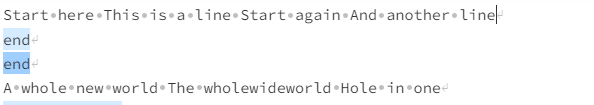 Start here This is a line Start again And another line
end
end
A whole new world The wholewideworld Hole in one